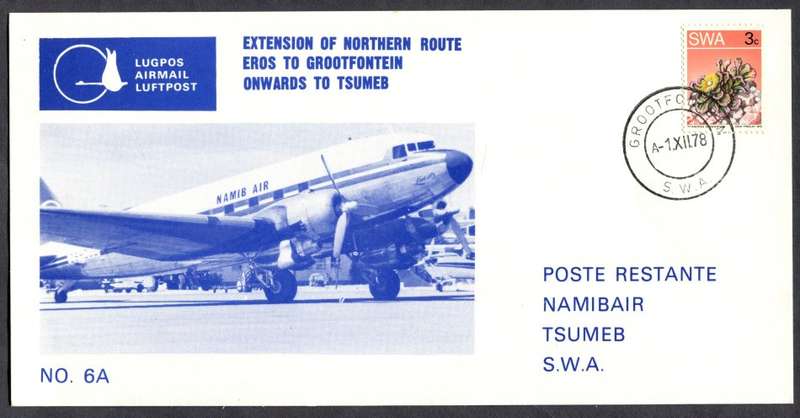 LUGPOS
AIRMAIL
LUFTPOST
EXTENSION OF NORTHERN ROUTE
EROS TO GROOTFONTEIN
ONWARDS TO TSUMEB
SWA 3c
GROOTFO
A-1.XII.78
S.W.A.
NAMIB AIR
POSTE RESTANTE
NAMIBAIR
TSUMEB
S.W.A.
NO. 6A